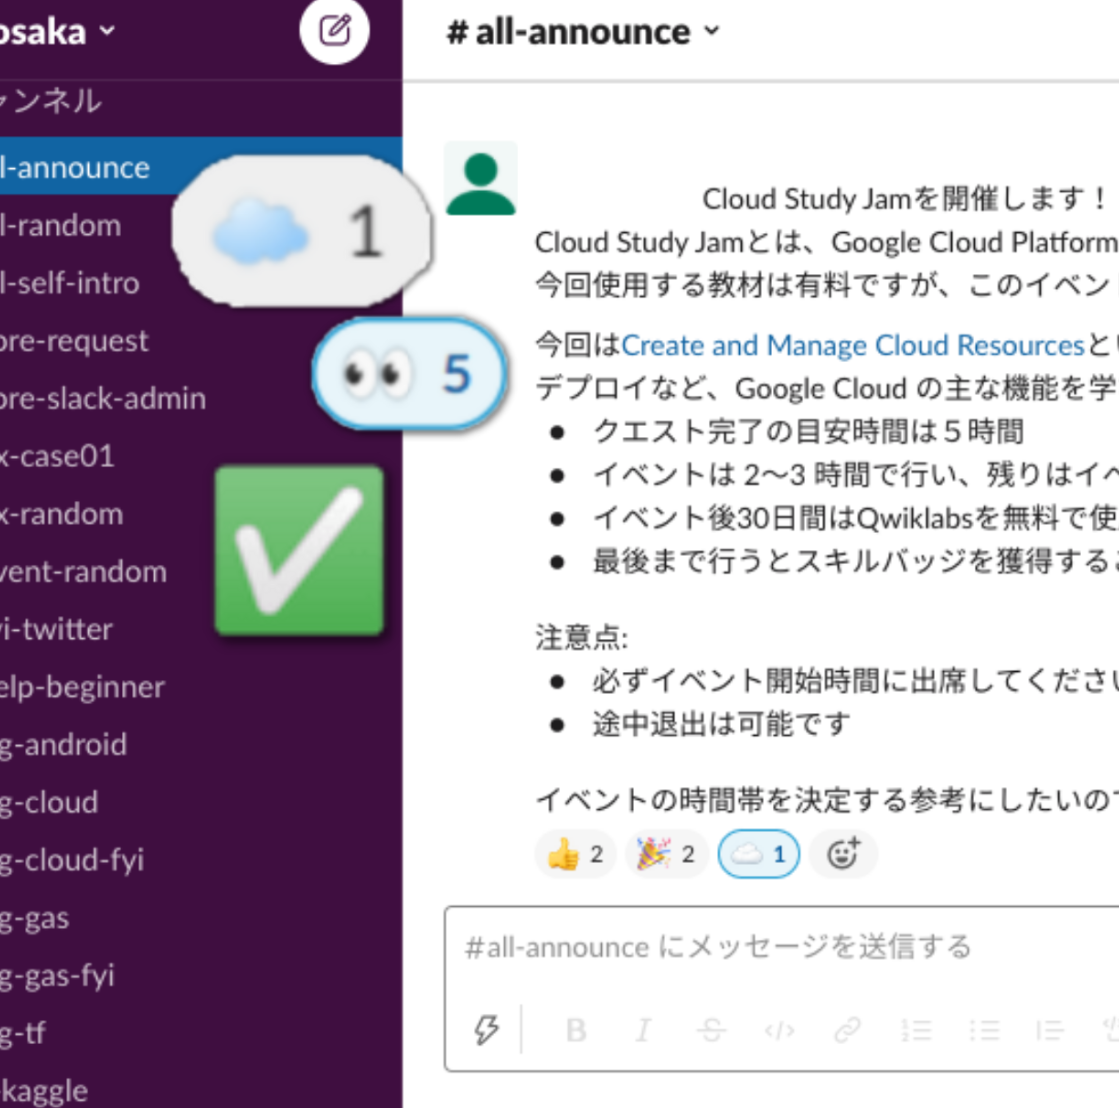 osaka
ャンネル
l-announce
l-random
l-self-intro
ore-request
ore-slack-admin
x-case01
x-random
vent-random
yi-twitter
elp-beginner
g-android
g-cloud
g-cloud-fyi
g-gas
g-gas-fyi
g-tf
kaggle
1
5
# all-announce
Cloud Study Jamを開催します！
Cloud Study Jamとは、Google Cloud Platform
今回使用する教材は有料ですが、このイベン
今回はCreate and Manage Cloud Resourcesと
デプロイなど、Google Cloud の主な機能を学
● クエスト完了の目安時間は５時間
● イベントは 2〜3 時間で行い、残りはイベ
● イベント後30日間はQwiklabsを無料で使
● 最後まで行うとスキルバッジを獲得する
注意点:
● 必ずイベント開始時間に出席してくださ
● 途中退出は可能です
イベントの時間帯を決定する参考にしたいの
2 2 1
#all-announce にメッセージを送信する
B I S </>